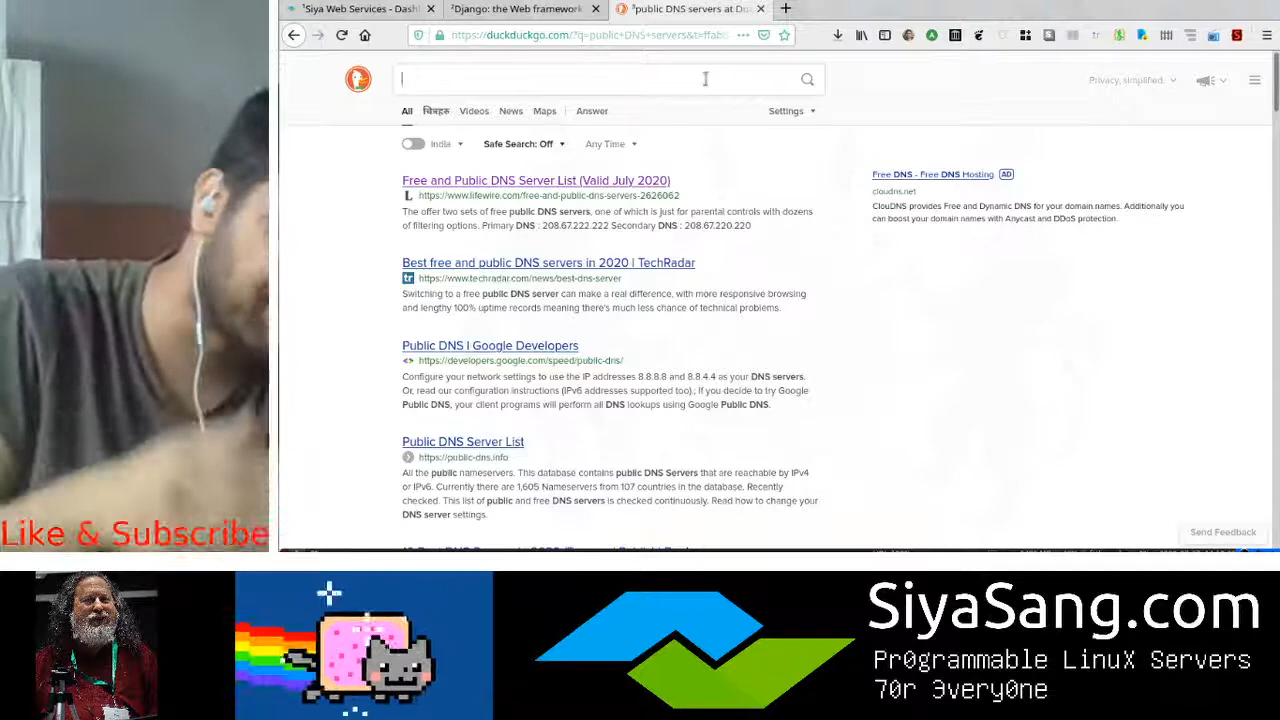 ¹Siya Web Services - Dashl
²Django: the Web framework
³public DNS servers at Du
https://duckduckgo.com/?q=public+DNS+servers&t=ffab
Privacy, simplified.
All
Videos
News
Maps
Answer
Settings
India
Safe Search: Off
Any Time
Free and Public DNS Server List (Valid July 2020)
https://www.lifewire.com/free-and-public-dns-servers-2626062
The offer two sets of free public DNS servers, one of which is just for parental controls with dozens
of filtering options. Primary DNS : 208.67.222.222 Secondary DNS : 208.67.220.220
Free DNS - Free DNS Hosting AD
cloudns.net
ClouDNS provides Free and Dynamic DNS for your domain names. Additionally you
can boost your domain names with Anycast and DDoS protection.
Best free and public DNS servers in 2020 | TechRadar
https://www.techradar.com/news/best-dns-server
Switching to a free public DNS server can make a real difference, with more responsive browsing
and lengthy 100% uptime records meaning there's much less chance of technical problems.
Public DNS | Google Developers
https://developers.google.com/speed/public-dns/
Configure your network settings to use the IP addresses 8.8.8.8 and 8.8.4.4 as your DNS servers.
Or, read our configuration instructions (IPv6 addresses supported too)., If you decide to try Google
Public DNS, your client programs will perform all DNS lookups using Google Public DNS.
Public DNS Server List
https://public-dns.info
All the public nameservers. This database contains public DNS Servers that are reachable by IPv4
or IPv6. Currently there are 1,605 Nameservers from 107 countries in the database. Recently
checked. This list of public and free DNS servers is checked continuously. Read how to change your
DNS server settings.
Send Feedback
Like & Subscribe
SiyaSang.com
Pr0grammable LinuX Servers
70r 3very0ne